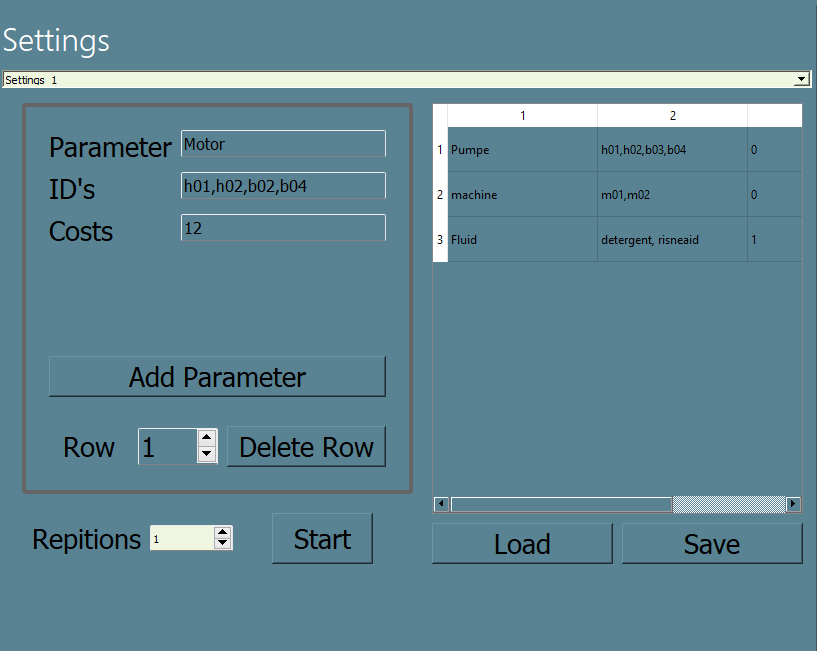 Settings
Settings 1
Parameter Motor
ID's h01,h02,b02,b04
Costs 12
Add Parameter
Row 1 Delete Row
Repitions 1 Start
1 2
1 Pumpe h01,h02,b03,b04 0
2 machine m01,m02 0
3 Fluid detergent, risneaid 1
Load Save